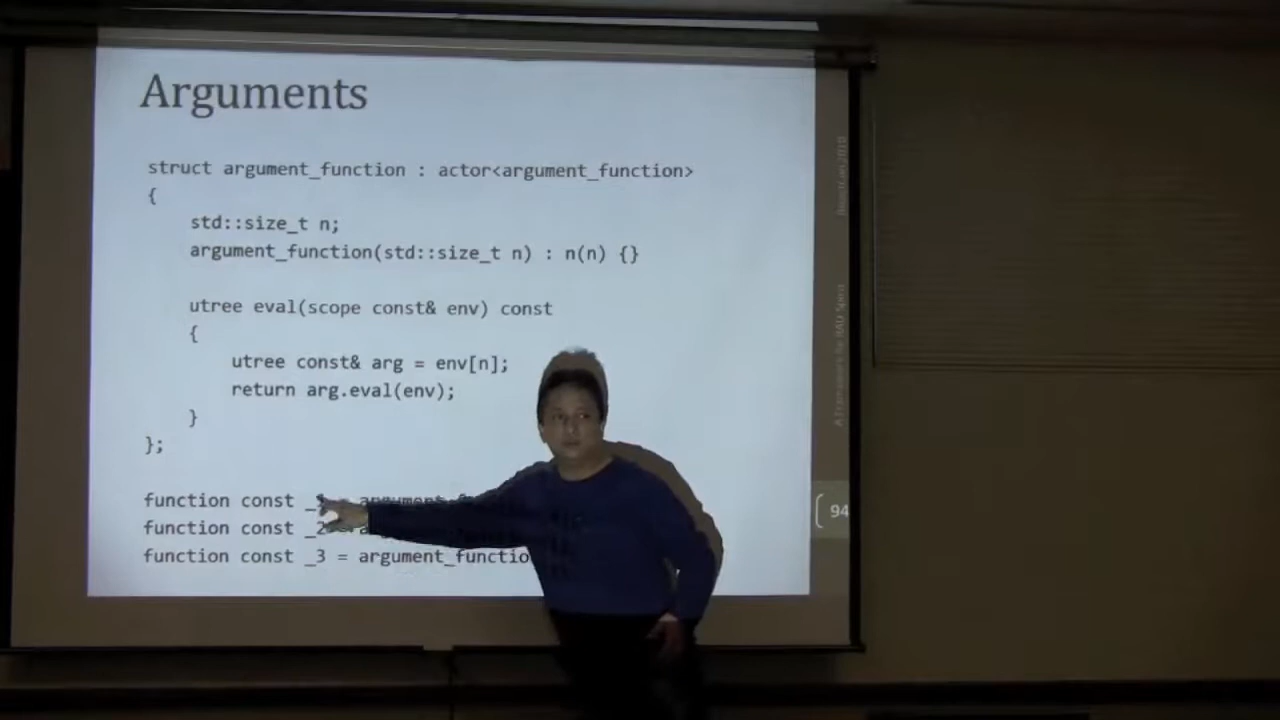 Arguments
struct argument_function : actor<argument_function>
{
std::size_t n;
argument_function(std::size_t n) : n(n) {}
utree eval(scope const& env) const
{
utree const& arg = env[n];
return arg.eval(env);
}
};
function const
function const _2
function const _3 = argument_functio
94